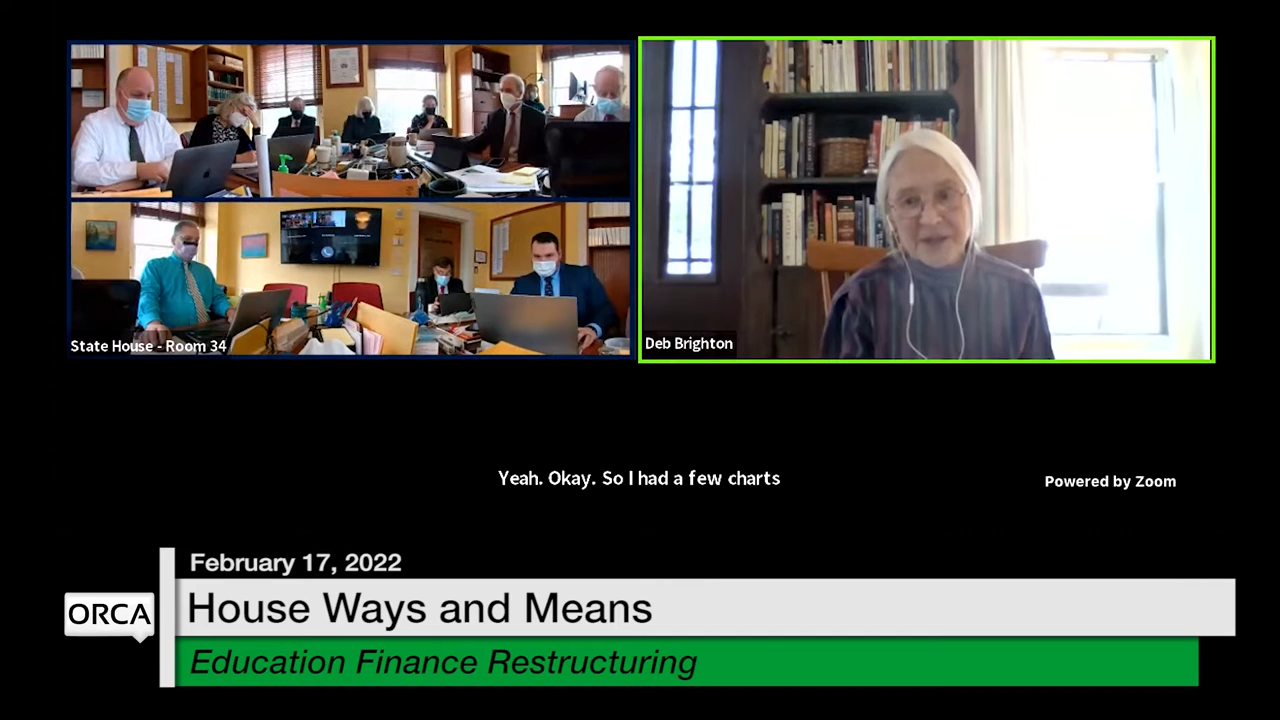 State House - Room 34
Deb Brighton
Yeah. Okay. So I had a few charts
Powered by Zoom
February 17, 2022
ORCA
House Ways and Means
Education Finance Restructuring